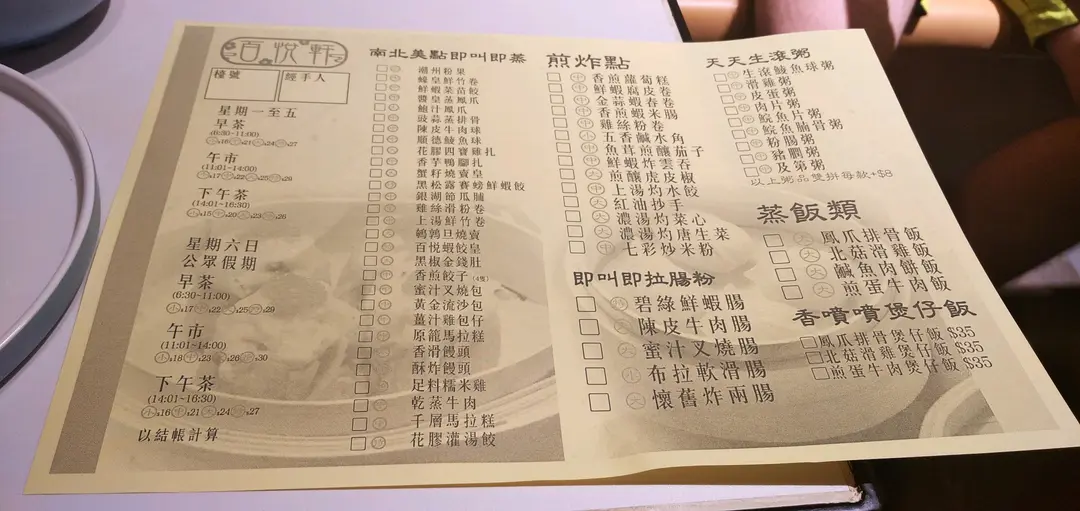 百悅軒
檯號
經手人
星期一至五
早茶
(6:30~11:00)
午市
(11:01~14:00)
下午茶
(14:01~16:30)
星期六日
公眾假期
早茶
(6:30~11:00)
午市
(11:01~14:00)
下午茶
(14:01~16:30)
以結帳計算
南北美點即叫即蒸
潮州粉果
蠔皇鮮竹卷
鮮蝦菜苗餃
醬皇蒸鳳爪
鮑汁鳳爪
豉蒜蒸排骨
陳皮牛肉球
順德鯪魚球
花膠四寶雞扎
香芋鴨腳扎
蟹籽燒賣皇
黑松露賽螃鮮蝦餃
銀湖節瓜脯
雞絲滑粉卷
上湯鮮竹卷
鵪鶉旦燒賣
百悅蝦餃皇
黑椒金錢肚
香煎餃子(4隻)
蜜汁叉燒包
黃金流沙包
薑汁雞包仔
原籠馬拉糕
香滑饅頭
酥炸饅頭
足料糯米雞
乾蒸牛肉
千層馬拉糕
花膠灌湯餃
煎炸點
香煎蘿蔔糕
鮮蝦腐皮卷
金蒜蝦春卷
香煎蝦米腸
雞絲粉卷
五香鹹水角
魚茸煎釀茄子
鮮蝦炸雲吞
煎釀虎皮椒
上湯灼水餃
紅油抄手
濃湯灼菜心
濃湯灼唐生菜
七彩炒米粉
即叫即拉腸粉
碧綠鮮蝦腸
陳皮牛肉腸
蜜汁叉燒腸
布拉軟滑腸
懷舊炸兩腸
天天生滾粥
生滾鯪魚球粥
滑雞粥
皮蛋粥
肉片粥
鯇魚片粥
鯇魚腩骨粥
粉腸粥
豬膶粥
及第粥
以上粥品雙拼每款+$8
蒸飯類
鳳爪排骨飯
北菇滑雞飯
鹹魚肉餅飯
煎蛋牛肉飯
香噴噴煲仔飯
鳳爪排骨煲仔飯 $35
北菇滑雞煲仔飯 $35
煎蛋牛肉煲仔飯 $35